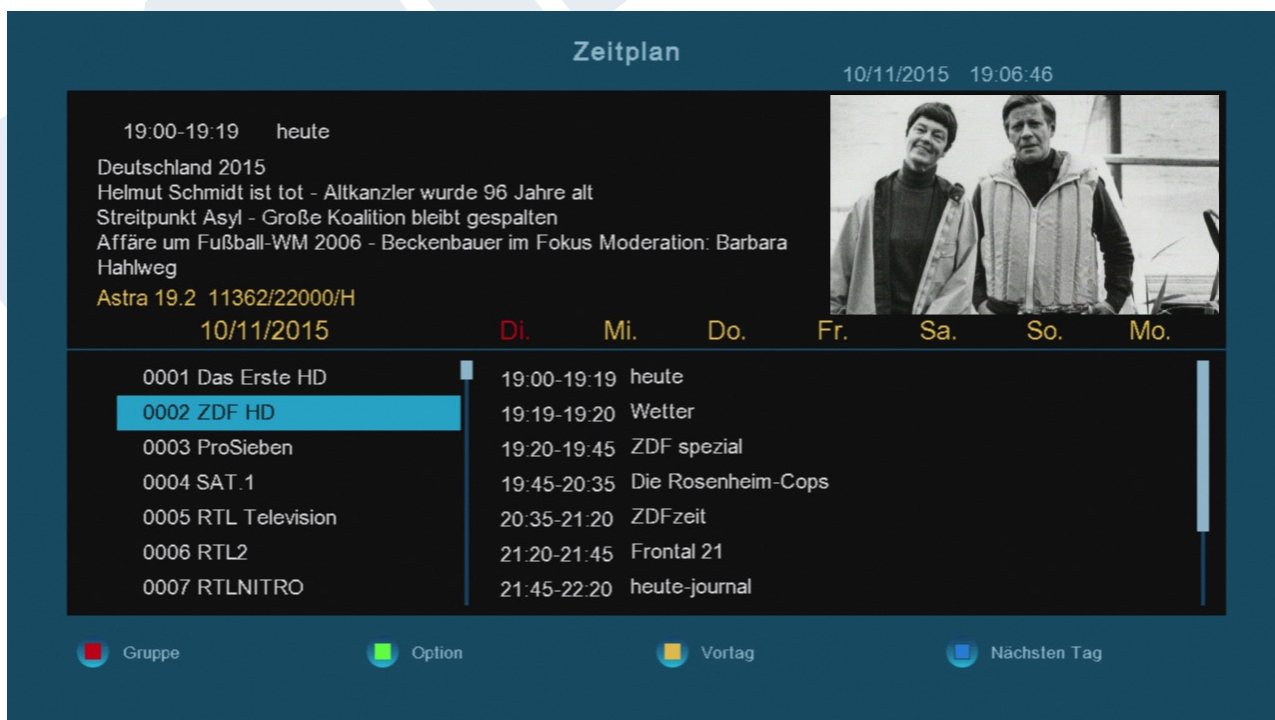 Zeitplan
10/11/2015 19:06:46
19:00-19:19 heute
Deutschland 2015
Helmut Schmidt ist tot - Altkanzler wurde 96 Jahre alt
Streitpunkt Asyl - Große Koalition bleibt gespalten
Affäre um Fußball-WM 2006 - Beckenbauer im Fokus Moderation: Barbara
Hahlweg
Astra 19.2 11362/22000/H
10/11/2015 Di. Mi. Do. Fr. Sa. So. Mo.
0001 Das Erste HD
0002 ZDF HD
0003 ProSieben
0004 SAT.1
0005 RTL Television
0006 RTL2
0007 RTLNITRO
19:00-19:19 heute
19:19-19:20 Wetter
19:20-19:45 ZDF spezial
19:45-20:35 Die Rosenheim-Cops
20:35-21:20 ZDFzeit
21:20-21:45 Frontal 21
21:45-22:20 heute-journal
Gruppe Option Vortag Nächsten Tag